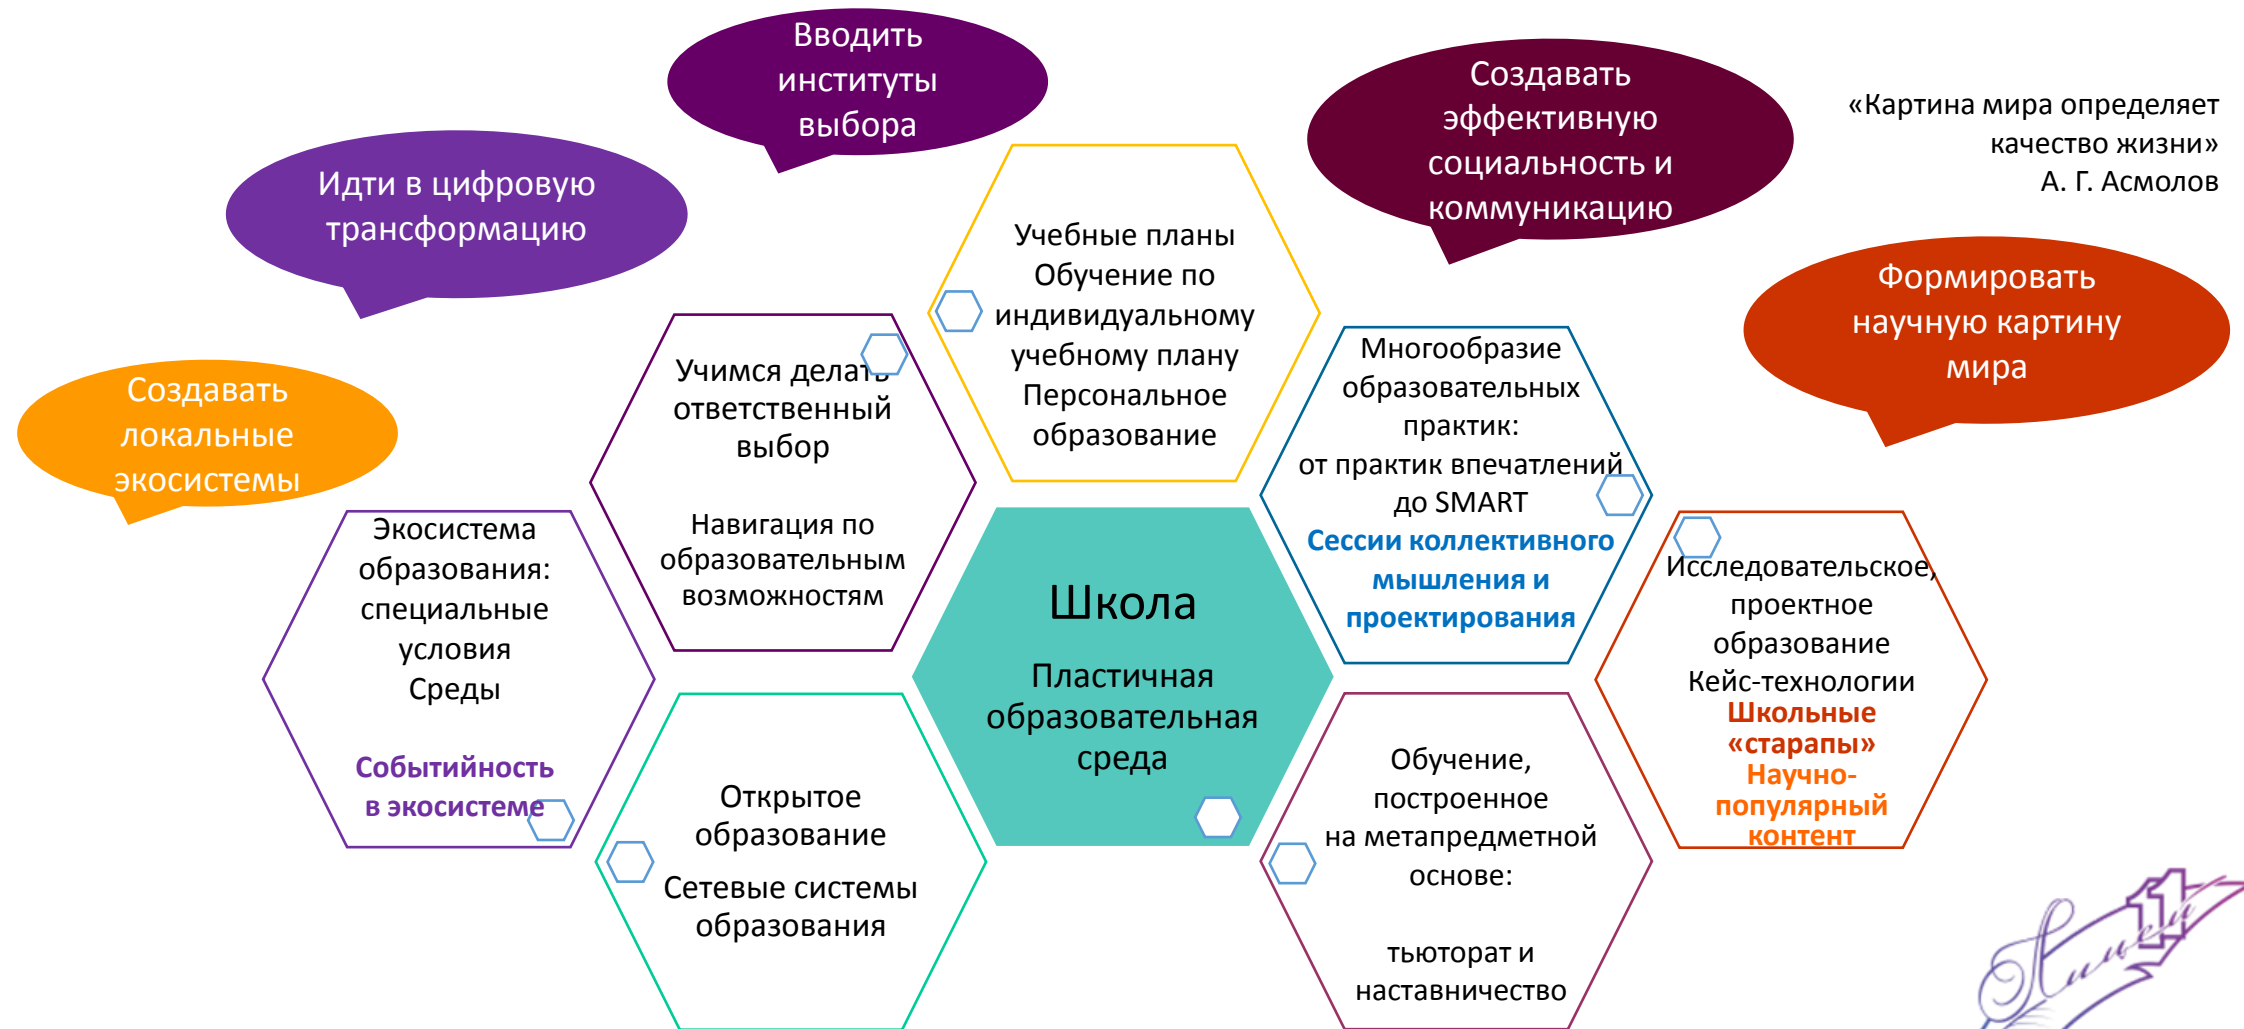 Вводить
институты
выбора
Создавать
эффективную
социальность и
коммуникацию
«Картина мира определяет
качество жизни»
А. Г. Асмолов
Идти в цифровую
трансформацию
Формировать
научную картину
мира
Создавать
локальные
экосистемы
Учебные планы
Обучение по
индивидуальному
учебному плану
Персональное
образование
Учимся делать
ответственный
выбор
Навигация по
образовательным
возможностям
Многообразие
образовательных
практик:
от практик впечатлений
до SMART
Сессии коллективного
мышления и
проектирования
Экосистема
образования:
специальные
условия
Среды
Событийность
в экосистеме
Школа
Пластичная
образовательная
среда
Исследовательское,
проектное
образование
Кейс-технологии
Школьные
«старапы»
Научно-
популярный
контент
Открытое
образование
Сетевые системы
образования
Обучение,
построенное
на метапредметной
основе:
тьюторат и
наставничество
Лицей 11